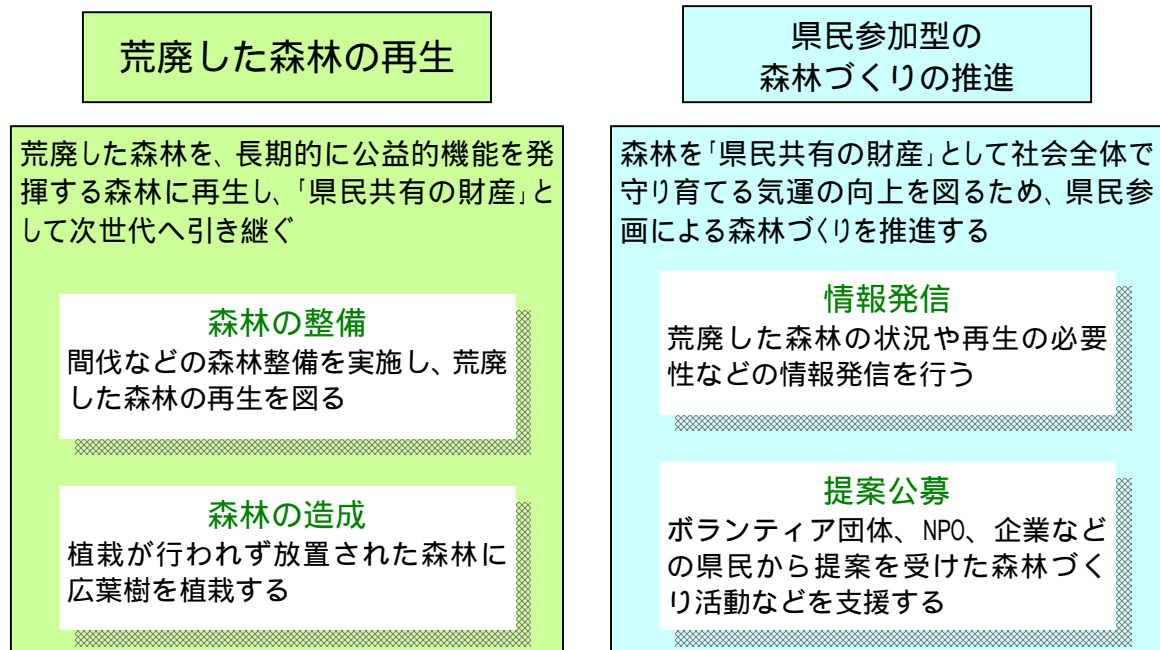 荒廃した森林の再生
荒廃した森林を、長期的に公益的機能を発
揮する森林に再生し、「県民共有の財産」と
して次世代へ引き継ぐ
森林の整備
間伐などの森林整備を実施し、荒廃
した森林の再生を図る
森林の造成
植栽が行われず放置された森林に
広葉樹を植栽する
県民参加型の
森林づくりの推進
森林を「県民共有の財産」として社会全体で
守り育てる気運の向上を図るため、県民参
画による森林づくりを推進する
情報発信
荒廃した森林の状況や再生の必要
性などの情報発信を行う
提案公募
ボランティア団体、NPO、企業など
の県民から提案を受けた森林づく
り活動などを支援する